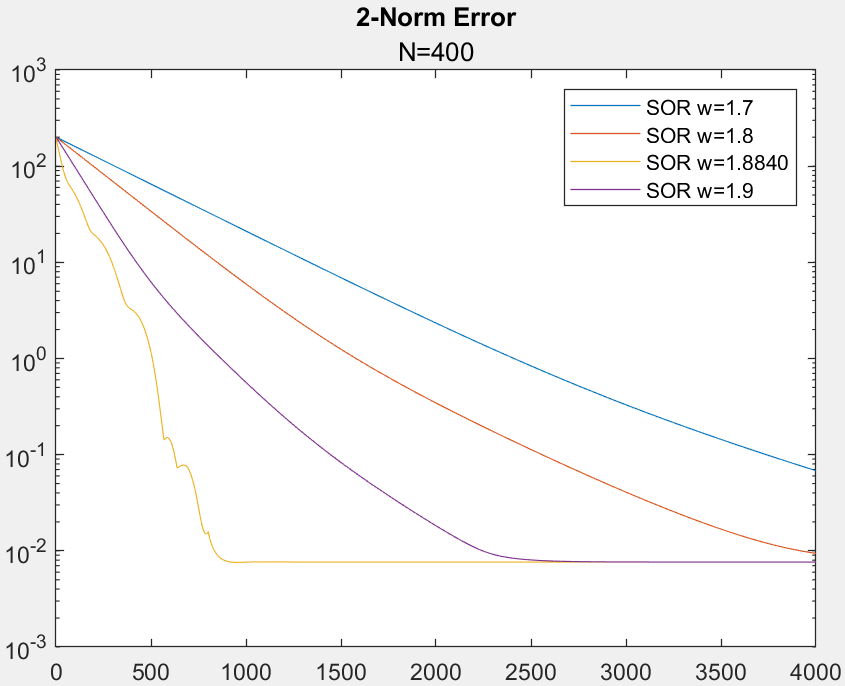 2-Norm Error
N=400
10^3
10^2
10^1
10^0
10^-1
10^-2
10^-3
SOR w=1.7
SOR w=1.8
SOR w=1.8840
SOR w=1.9
0 500 1000 1500 2000 2500 3000 3500 4000